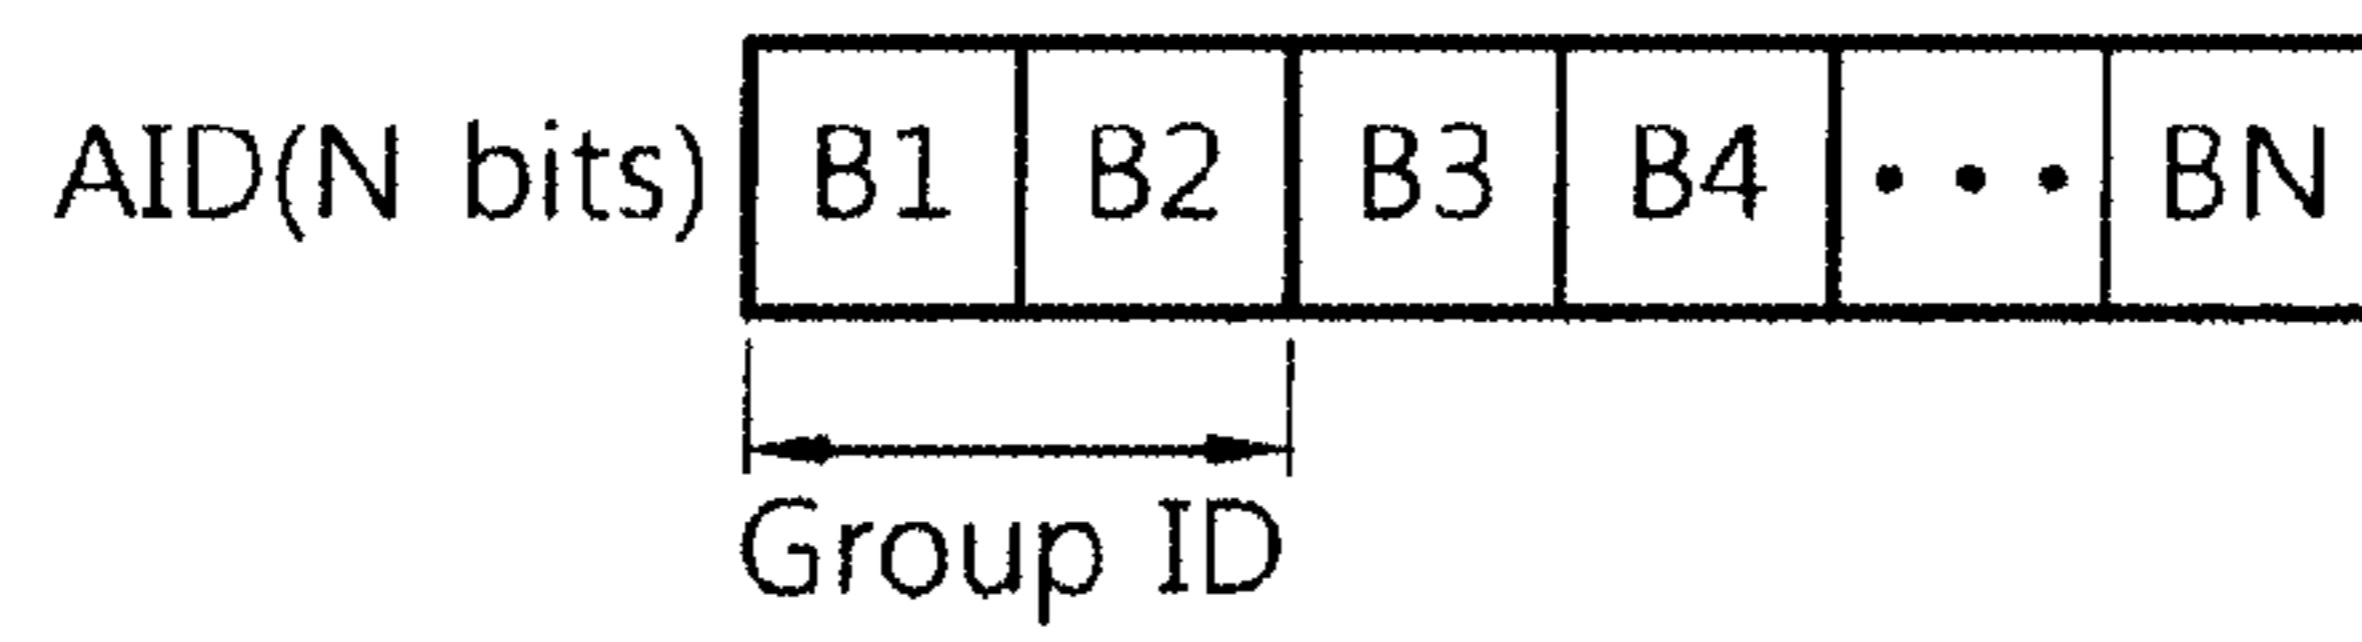 AID(N bits) B1 B2 B3 B4 ••• BN
Group ID